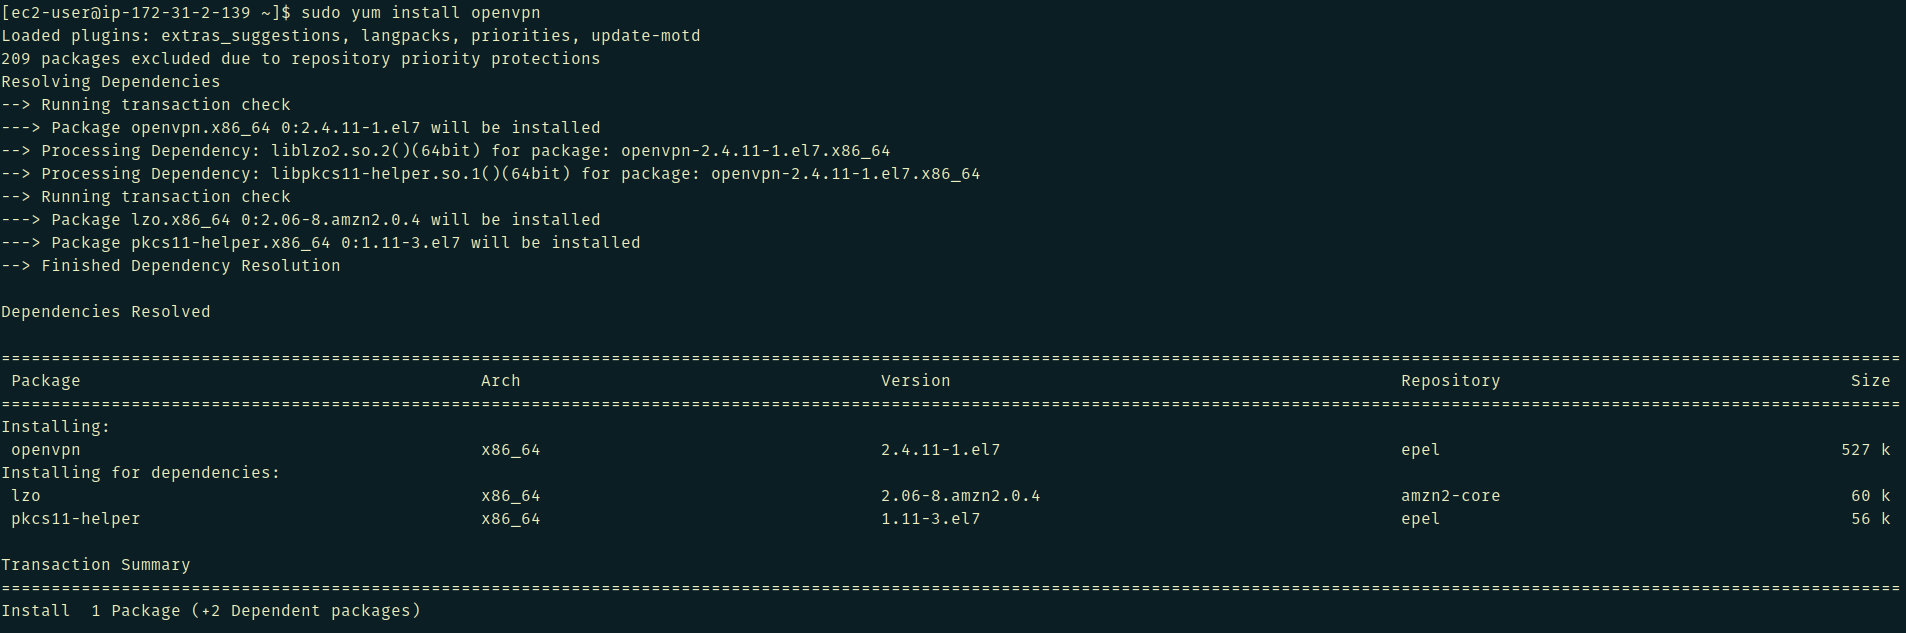 [ec2-user@ip-172-31-2-139 ~]$ sudo yum install openvpn
Loaded plugins: extras_suggestions, langpacks, priorities, update-motd
209 packages excluded due to repository priority protections
Resolving Dependencies
--> Running transaction check
---> Package openvpn.x86_64 0:2.4.11-1.el7 will be installed
--> Processing Dependency: liblzo2.so.2()(64bit) for package: openvpn-2.4.11-1.el7.x86_64
--> Processing Dependency: libpkcs11-helper.so.1()(64bit) for package: openvpn-2.4.11-1.el7.x86_64
--> Running transaction check
---> Package lzo.x86_64 0:2.06-8.amzn2.0.4 will be installed
---> Package pkcs11-helper.x86_64 0:1.11-3.el7 will be installed
--> Finished Dependency Resolution

Dependencies Resolved

================================================================================
Package Arch Version Repository Size
================================================================================
Installing:
openvpn x86_64 2.4.11-1.el7 epel 527 k
Installing for dependencies:
lzo x86_64 2.06-8.amzn2.0.4 amzn2-core 60 k
pkcs11-helper x86_64 1.11-3.el7 epel 56 k

Transaction Summary
================================================================================
Install  1 Package (+2 Dependent packages)